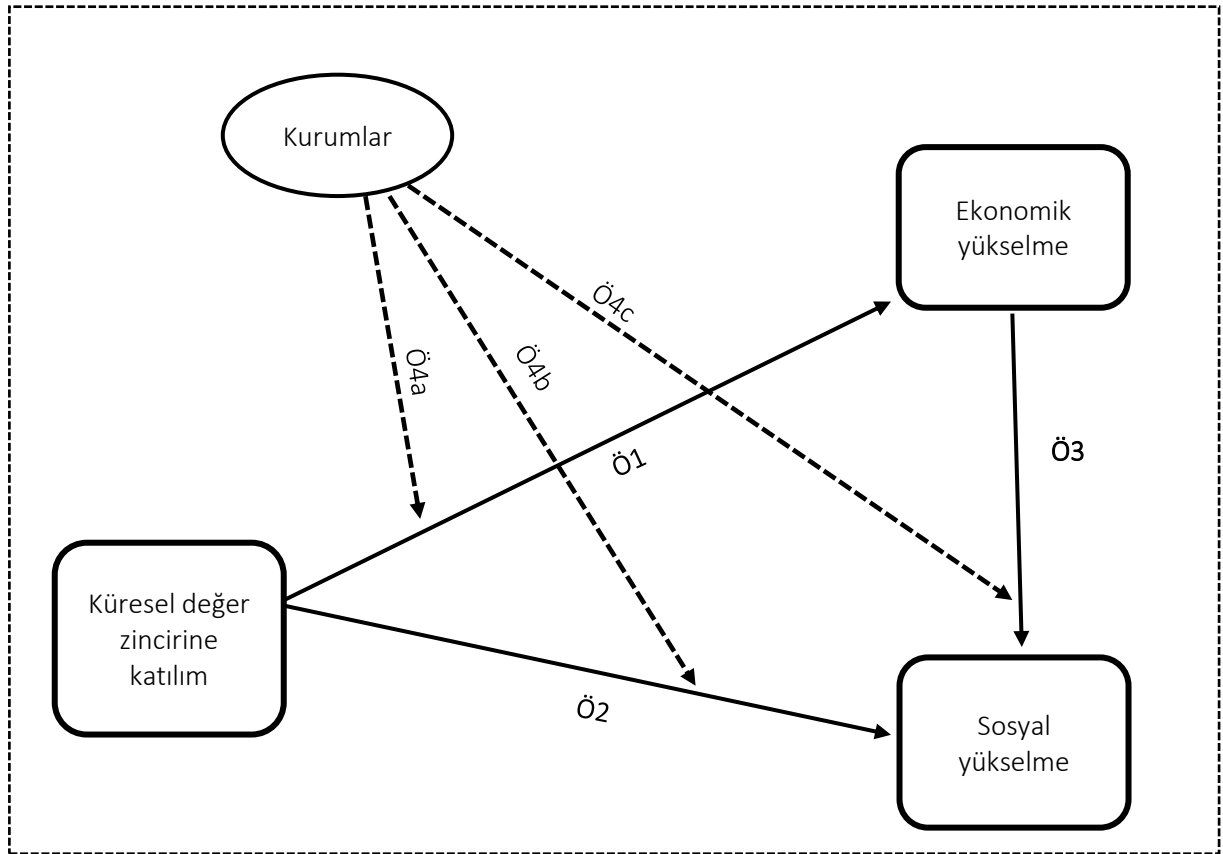 Kurumlar
Ekonomik
yükselme
Ö4c
Ö4a
Ö4b
Ö1
Ö3
Küresel değer
zincirine
katılım
Ö2
Sosyal
yükselme